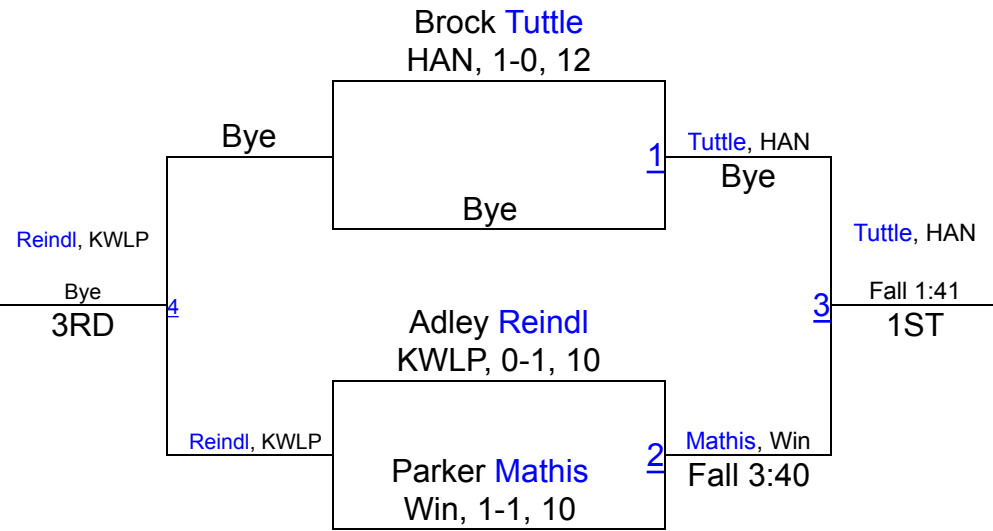 Brock Tuttle
HAN, 1-0, 12
Bye
1
Tuttle, HAN
Bye
Bye
Reindl, KWLP
Bye
3RD
4
Tuttle, HAN
Fall 1:41
1ST
3
Adley Reindl
KWLP, 0-1, 10
Reindl, KWLP
Parker Mathis
Win, 1-1, 10
2
Mathis, Win
Fall 3:40